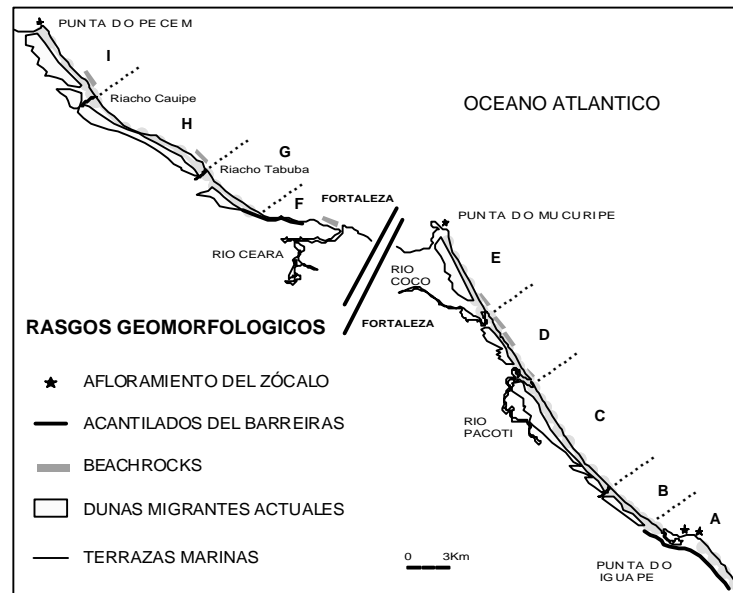 PUNTA DO PECEM
I
Riacho Cauipe
OCEANO ATLANTICO
H
G
Riacho Tabuba
F
FORTALEZA
PUNTA DO MUCURIPE
RIO CEARA
E
RIO
COCO
RASGOS GEOMORFOLOGICOS
FORTALEZA
D
AFLORAMIENTO DEL ZÓCALO
ACANTILADOS DEL BARREIRAS
RIO
PACOTI
C
BEACHROCKS
B
DUNAS MIGRANTES ACTUALES
A
TERRAZAS MARINAS
0 3Km
PUNTA DO
IGUAPE